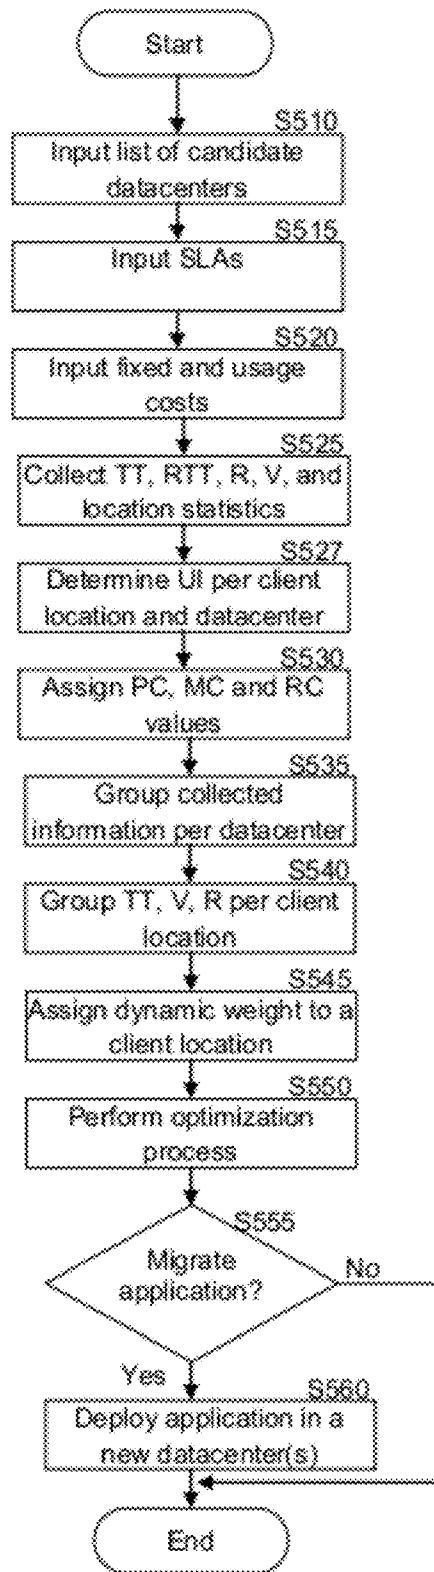 Start
S510
Input list of candidate
datacenters
S515
Input SLAs
S520
Input fixed and usage
costs
S525
Collect TT, RTT, R, V, and
location statistics
S527
Determine UI per client
location and datacenter
S530
Assign PC, MC and RC
values
S535
Group collected
information per datacenter
S540
Group TT, V, R per client
location
S545
Assign dynamic weight to a
client location
S550
Perform optimization
process
S555
Migrate
application?
No
Yes
S560
Deploy application in a
new datacenter(s)
End